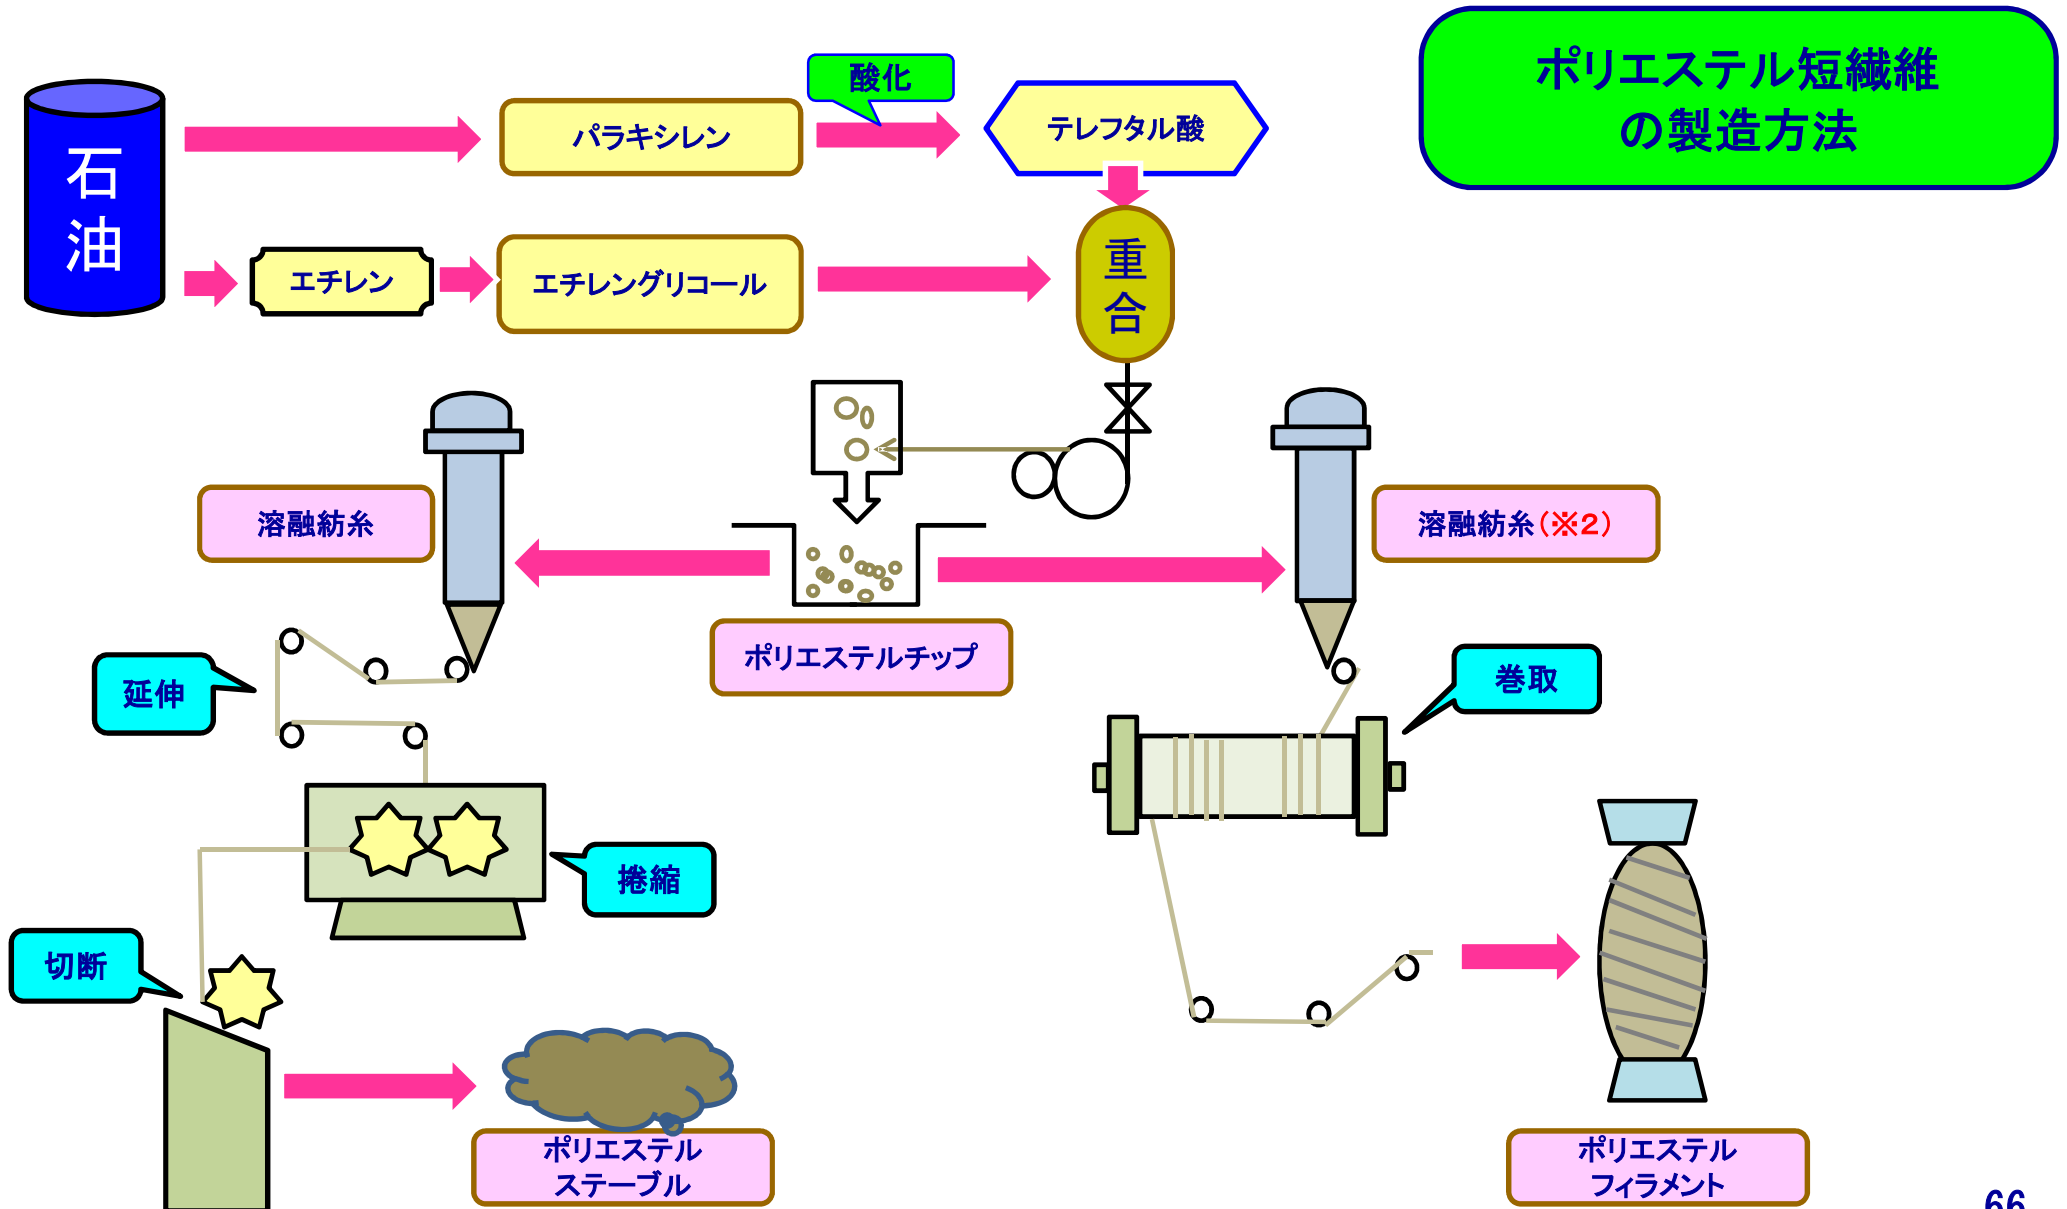 ポリエステル短繊維
の製造方法
石
油
酸化
パラキシレン
テレフタル酸
エチレン
エチレングリコール
重
合
溶融紡糸
溶融紡糸(※2)
ポリエステルチップ
延伸
巻取
捲縮
切断
ポリエステル
ステーブル
ポリエステル
フィラメント
66